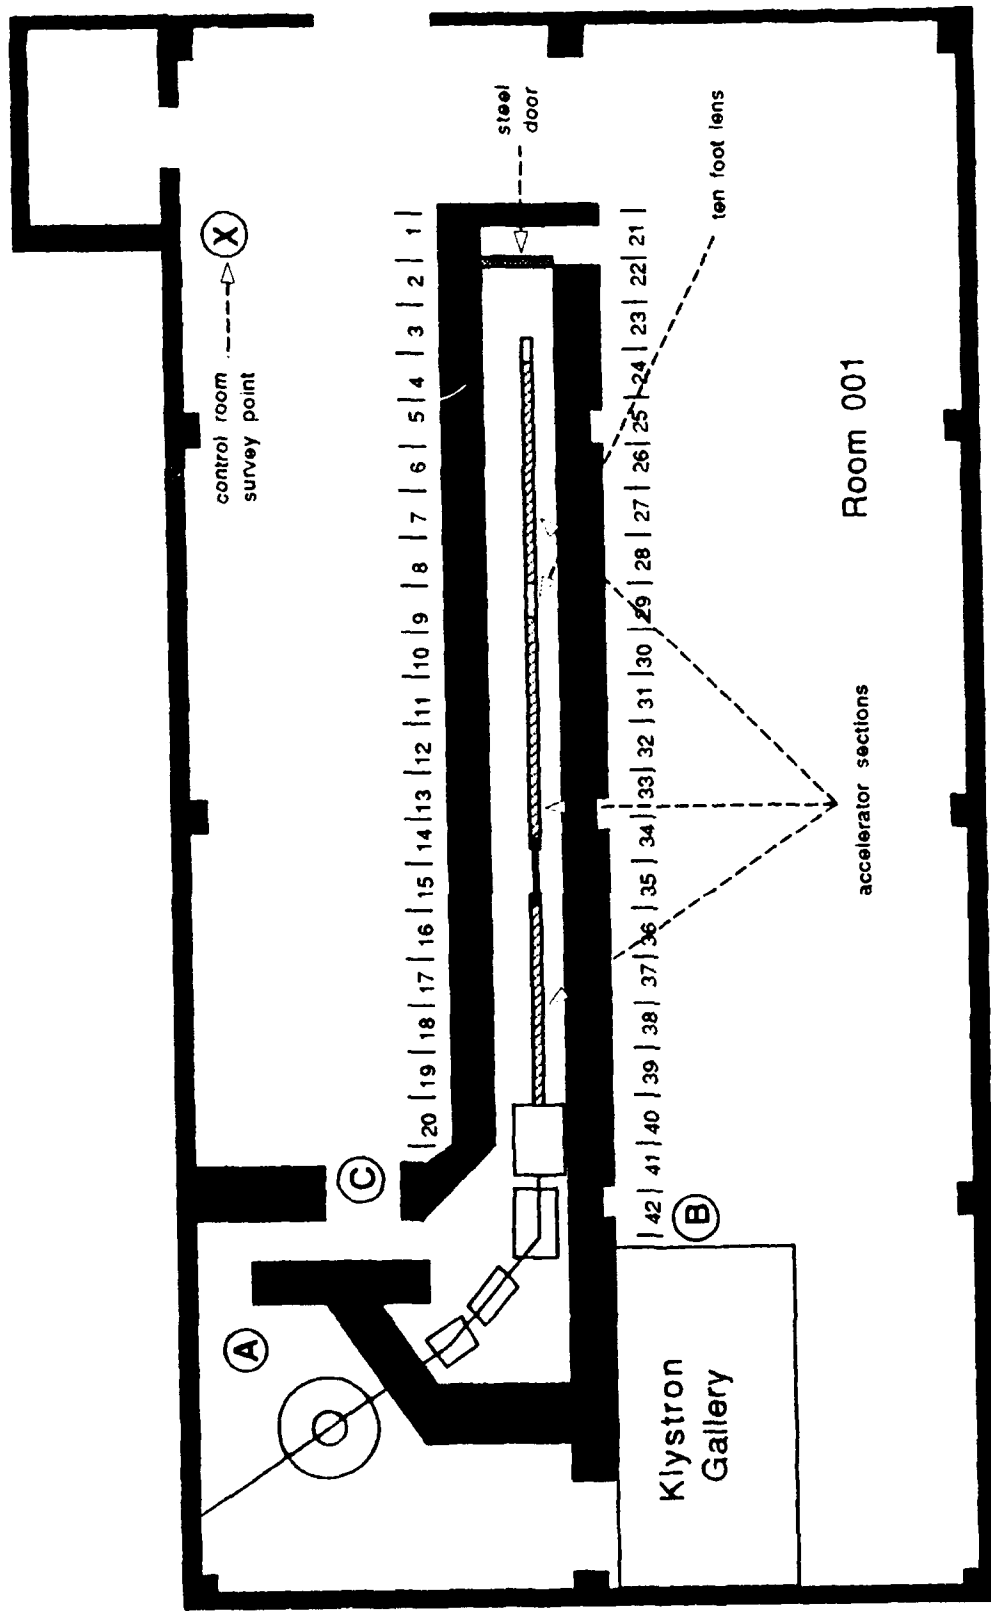 steel
door
ten foot lens
X
control room
survey point
1 | 2 | 3 | 4 | 5 | 6 | 7 | 8 | 9 | 10 | 11 | 12 | 13 | 14 | 15 | 16 | 17 | 18 | 19 | 20
21 | 22 | 23 | 24 | 25 | 26 | 27 | 28 | 29 | 30 | 31 | 32 | 33 | 34 | 35 | 36 | 37 | 38 | 39 | 40 | 41 | 42
Room 001
accelerator sections
A
B
C
Klystron
Gallery